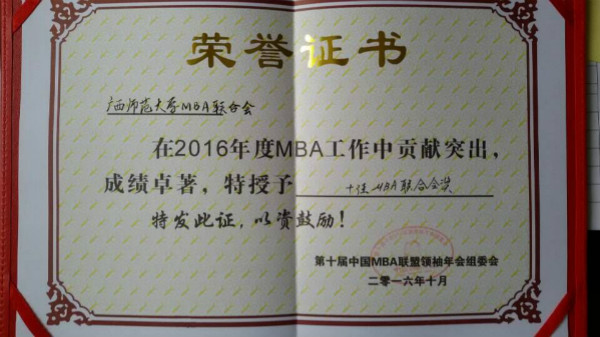 荣誉证书
广西师范大学MBA联合会
在2016年度MBA工作中贡献突出，
成绩卓著，特授予 十佳MBA联合会奖
特发此证，以资鼓励！
第十届中国MBA联盟领袖年会组委会
二零一六年十月